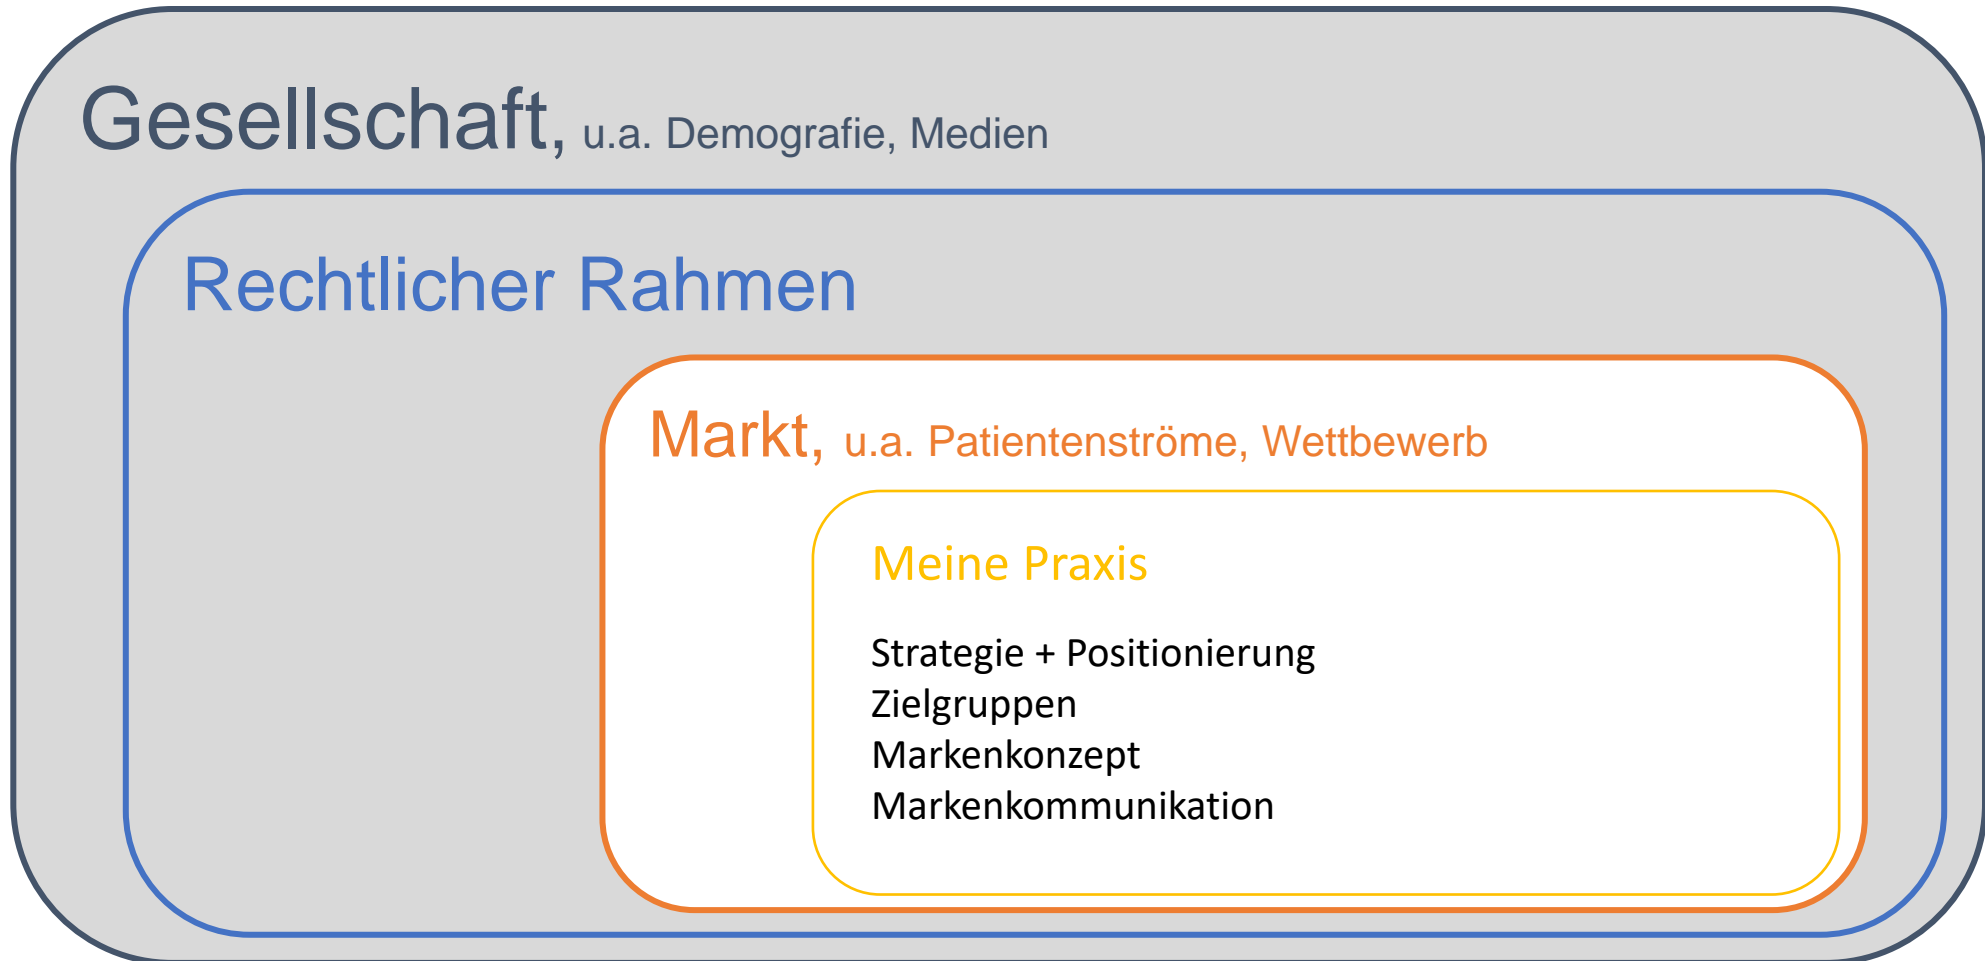 Gesellschaft, u.a. Demografie, Medien
Rechtlicher Rahmen
Markt, u.a. Patientenströme, Wettbewerb
Meine Praxis
Strategie + Positionierung
Zielgruppen
Markenkonzept
Markenkommunikation